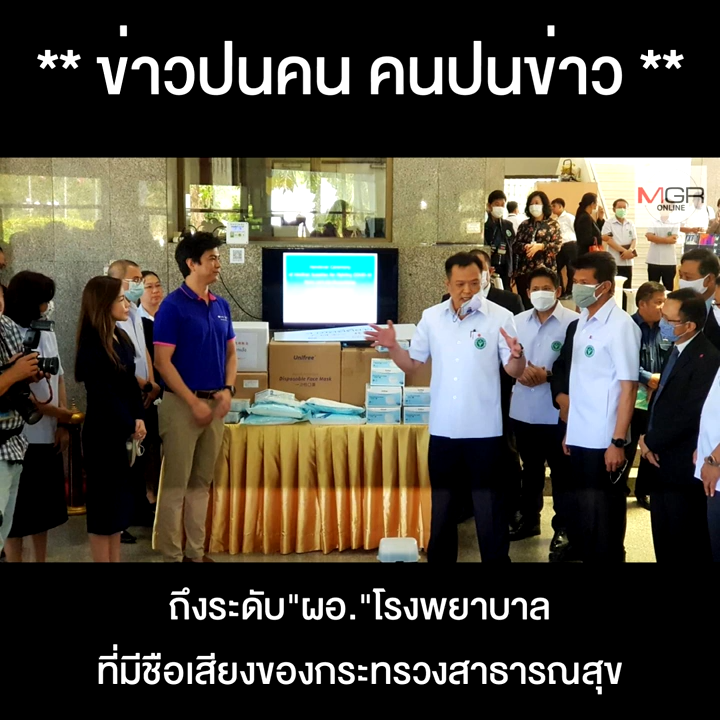 ** ข่าวปนคน คนปนข่าว **
MGR
ONLINE
Unifree
Disposable Face Mask
ถึงระดับ"ผอ."โรงพยาบาล
ที่มีชือเสียงของกระทรวงสาธารณสุข